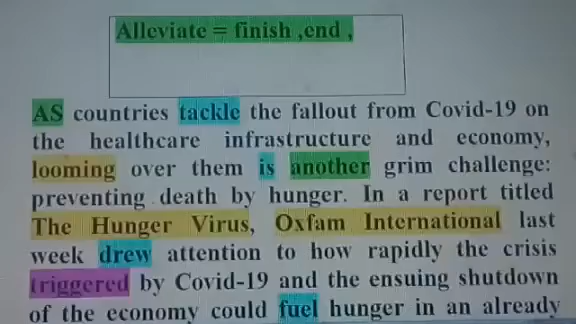 Alleviate = finish ,end ,
AS countries tackle the fallout from Covid-19 on
the healthcare infrastructure and economy,
looming over them is another grim challenge:
preventing death by hunger. In a report titled
The Hunger Virus, Oxfam International last
week drew attention to how rapidly the crisis
triggered by Covid-19 and the ensuing shutdown
of the economy could fuel hunger in an already